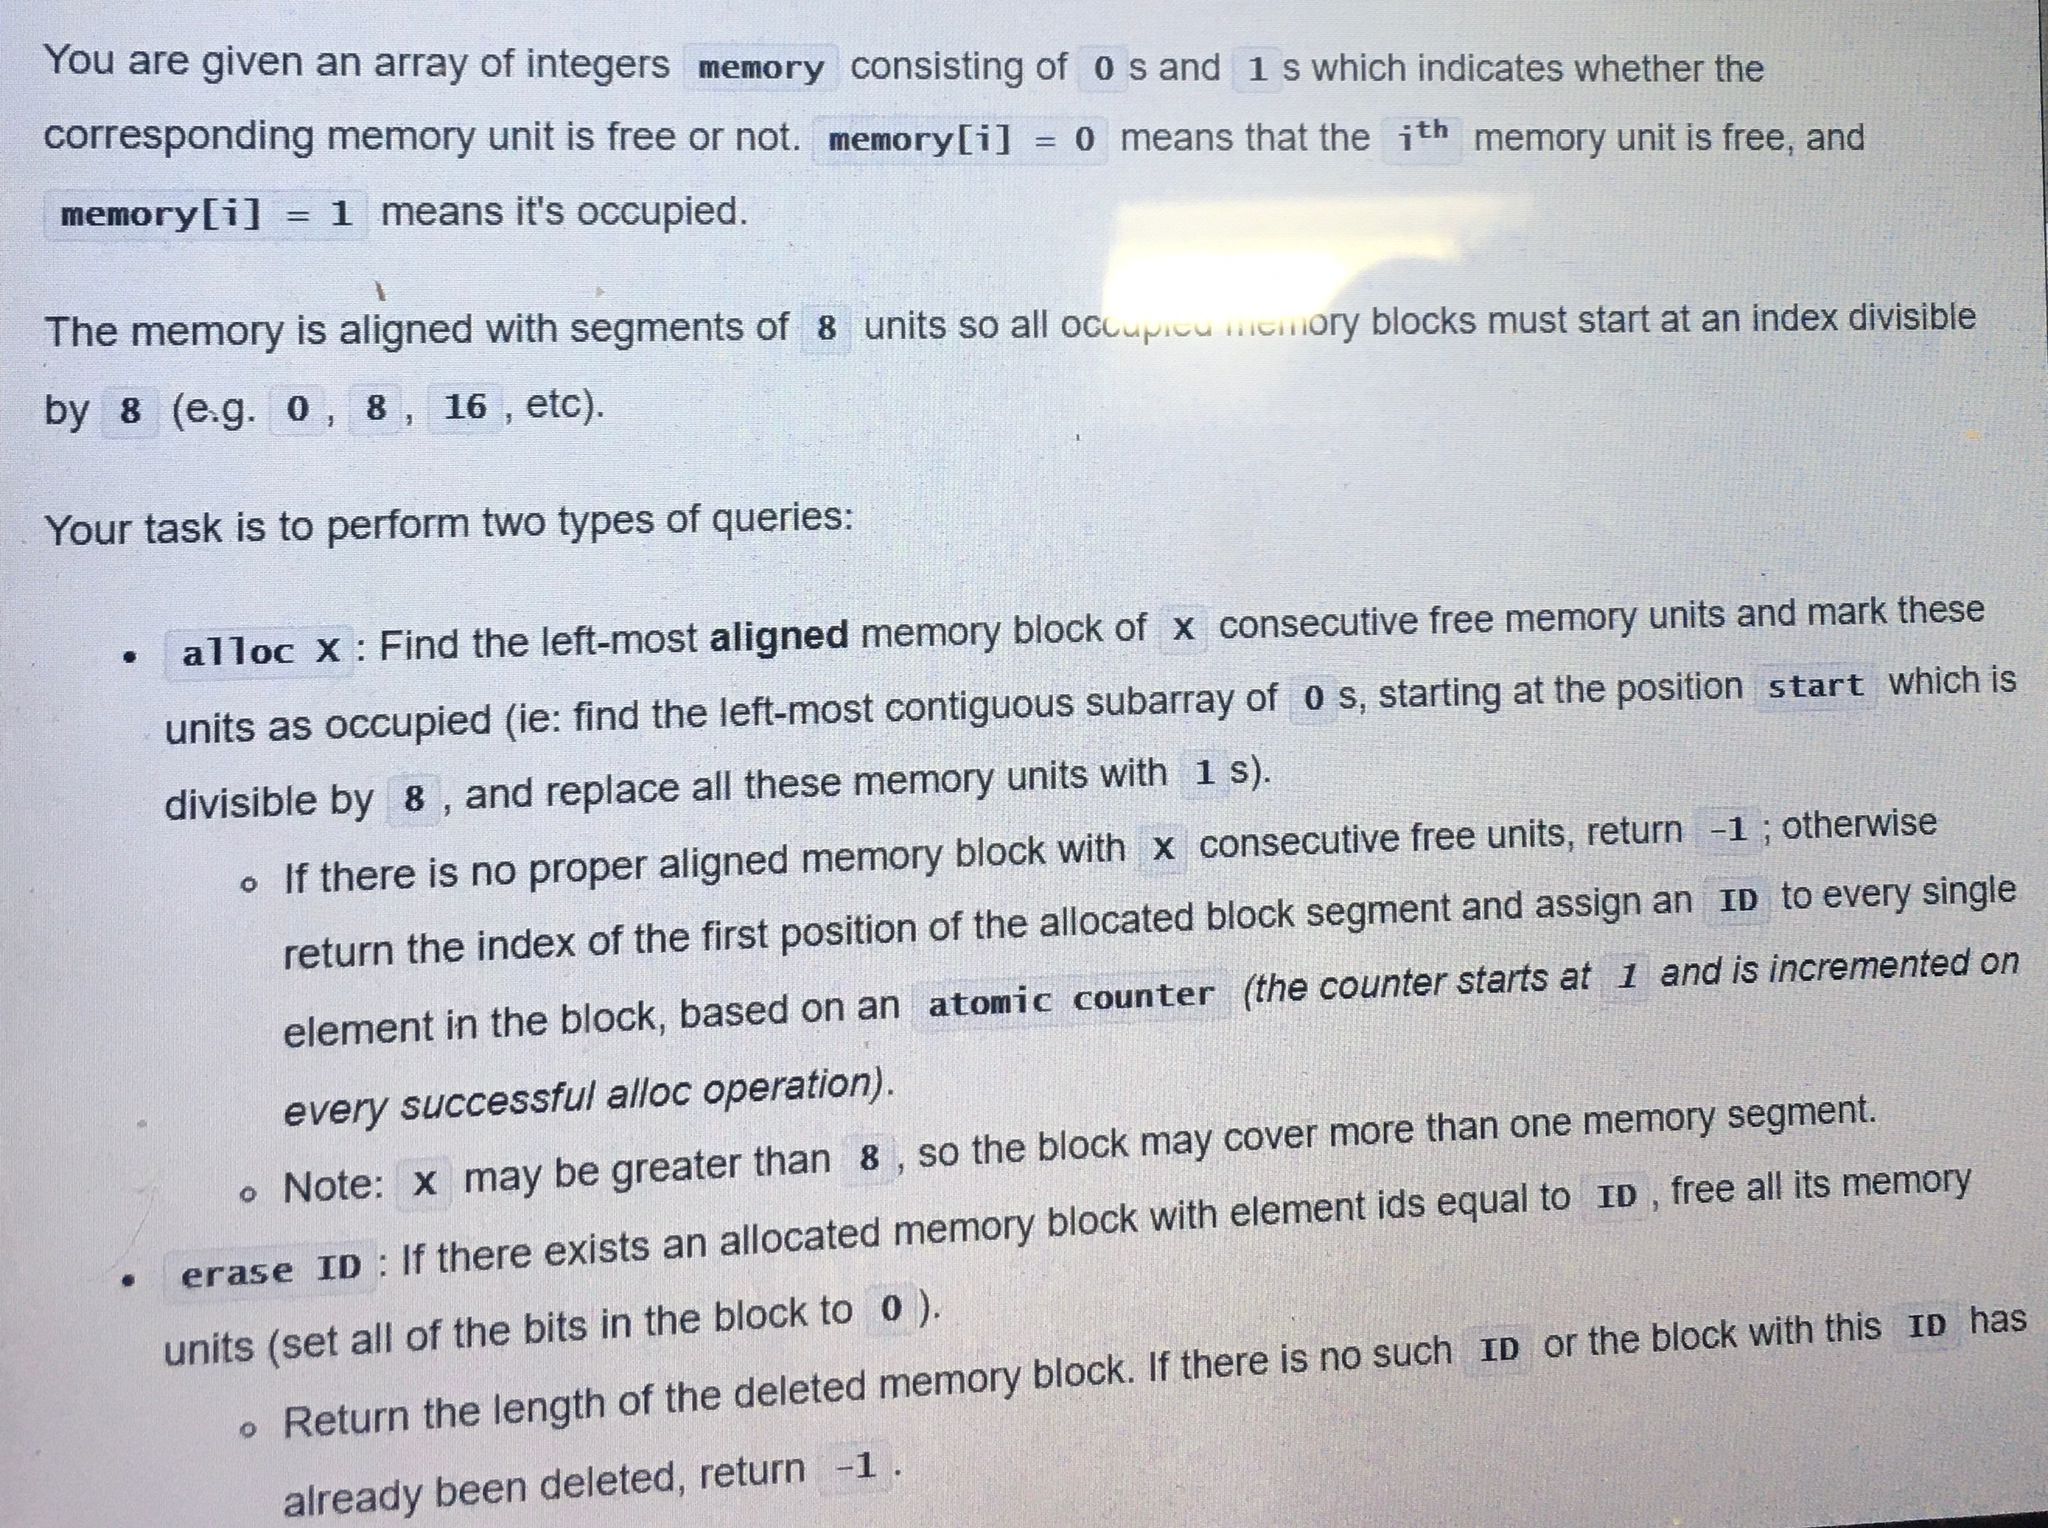 You are given an array of integers memory consisting of 0 s and 1 s which indicates whether the
corresponding memory unit is free or not. memory[i] = 0 means that the ith memory unit is free, and
memory[i] = 1 means it's occupied.
The memory is aligned with segments of 8 units so all occupied memory blocks must start at an index divisible
by 8 (e.g. 0 , 8 , 16 , etc).
Your task is to perform two types of queries:
• alloc X : Find the left-most aligned memory block of X consecutive free memory units and mark these
units as occupied (ie: find the left-most contiguous subarray of 0 s, starting at the position start which is
divisible by 8 , and replace all these memory units with 1 s).
o If there is no proper aligned memory block with X consecutive free units, return -1 ; otherwise
return the index of the first position of the allocated block segment and assign an ID to every single
element in the block, based on an atomic counter (the counter starts at 1 and is incremented on
every successful alloc operation).
o Note: X may be greater than 8 , so the block may cover more than one memory segment.
• erase ID : If there exists an allocated memory block with element ids equal to ID , free all its memory
units (set all of the bits in the block to 0 ).
o Return the length of the deleted memory block. If there is no such ID or the block with this ID has
already been deleted, return -1 .